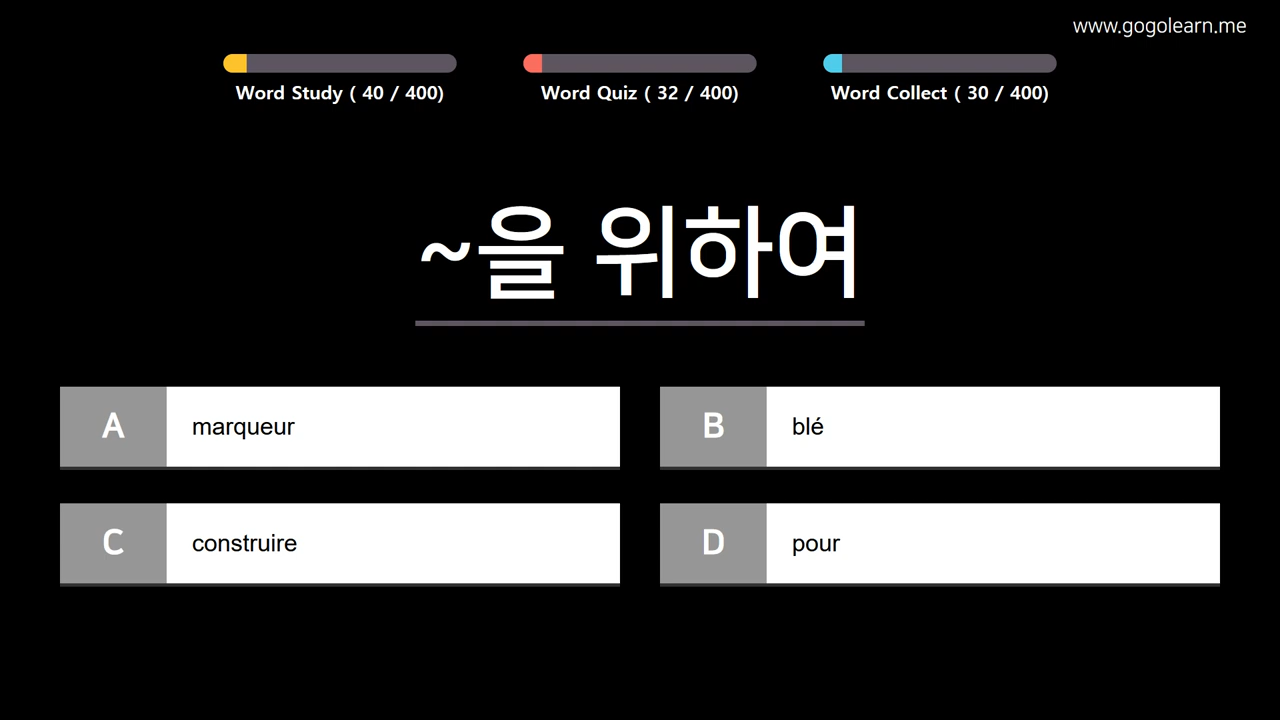 www.gogolearn.me
Word Study ( 40 / 400)
Word Quiz ( 32 / 400)
Word Collect ( 30 / 400)
~을 위하여
A marqueur
B blé
C construire
D pour